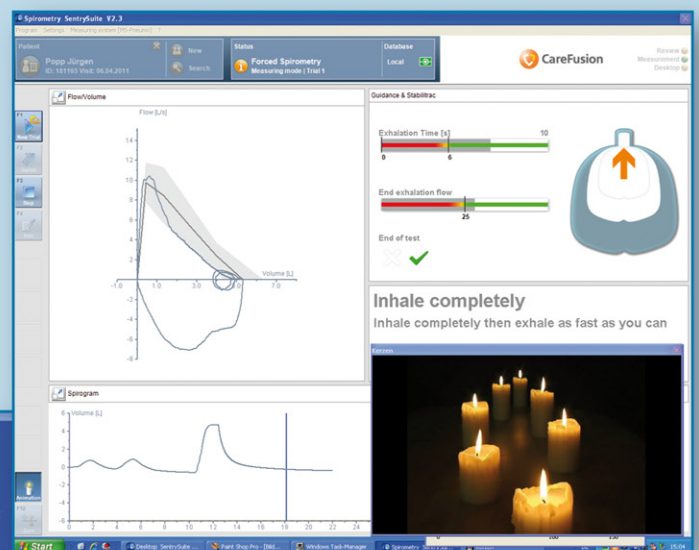 Spirometry SentrySuite V2.3
Program Settings Measuring system [MS-Pneumo] ?
Patient
Popp Jürgen
ID: 181165 Visit: 06.04.2011
New
Search
Status
Forced Spirometry
Measuring mode | Trial 1
Database
Local
CareFusion
Review
Measurement
Desktop
F1
New Trial
F2
F3
Stop
F4
Animation
F12
Flow/Volume
Flow [L/s]
14
12
10
8
6
4
2
0
-2
-4
-6
-8
-1.0
1.0
3.0
7.0
Volume [L]
Guidance & Stabilitrac
Exhalation Time [s]
10
0
6
End exhalation flow
25
End of test
Inhale completely
Inhale completely then exhale as fast as you can
Kerzen
Spirogram
Volume [L]
6
4
2
0
-2
-4
-6
0 2 4 6 8 10 12 14 16 18 20 22 24
Start
Desktop SentrySuite ...
Paint Shop Pro - [Bild...
Windows Task-Manager
Spirometry
15:04